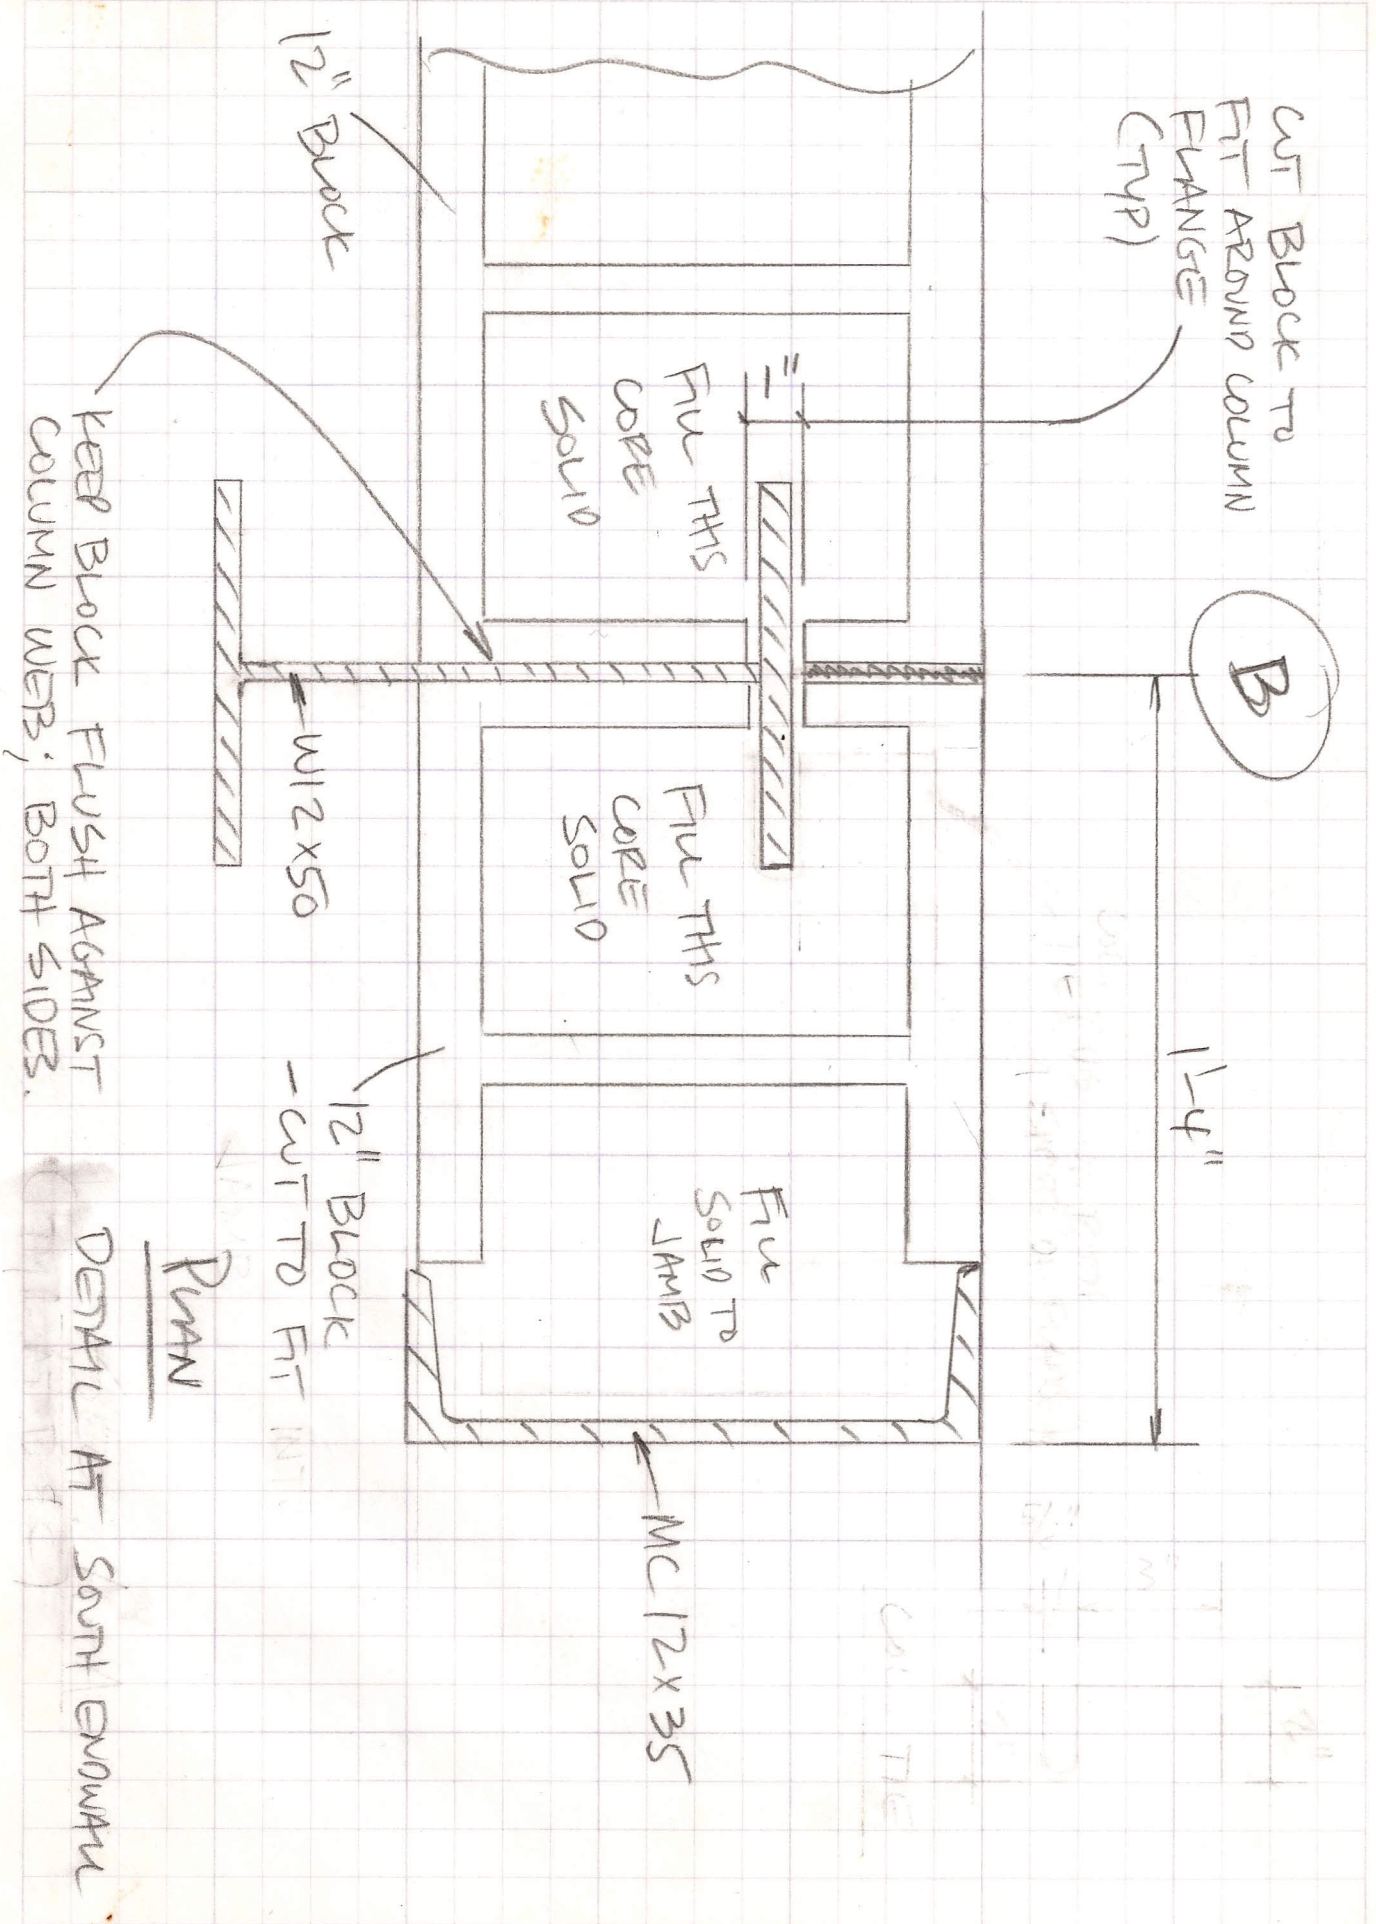 CUT BLOCK TO
FIT AROUND COLUMN
FLANGE
(TYP)
B
1'-4"
12" BLOCK
1"
FILL THIS
CORE
SOLID
FILL THIS
CORE
SOLID
FILL
SOLID TO
JAMB
W12x50
MC 12x35
12" BLOCK
- CUT TO FIT
KEEP BLOCK FLUSH AGAINST
COLUMN WEB; BOTH SIDES.
PLAN
DETAIL AT SOUTH ENDWALL